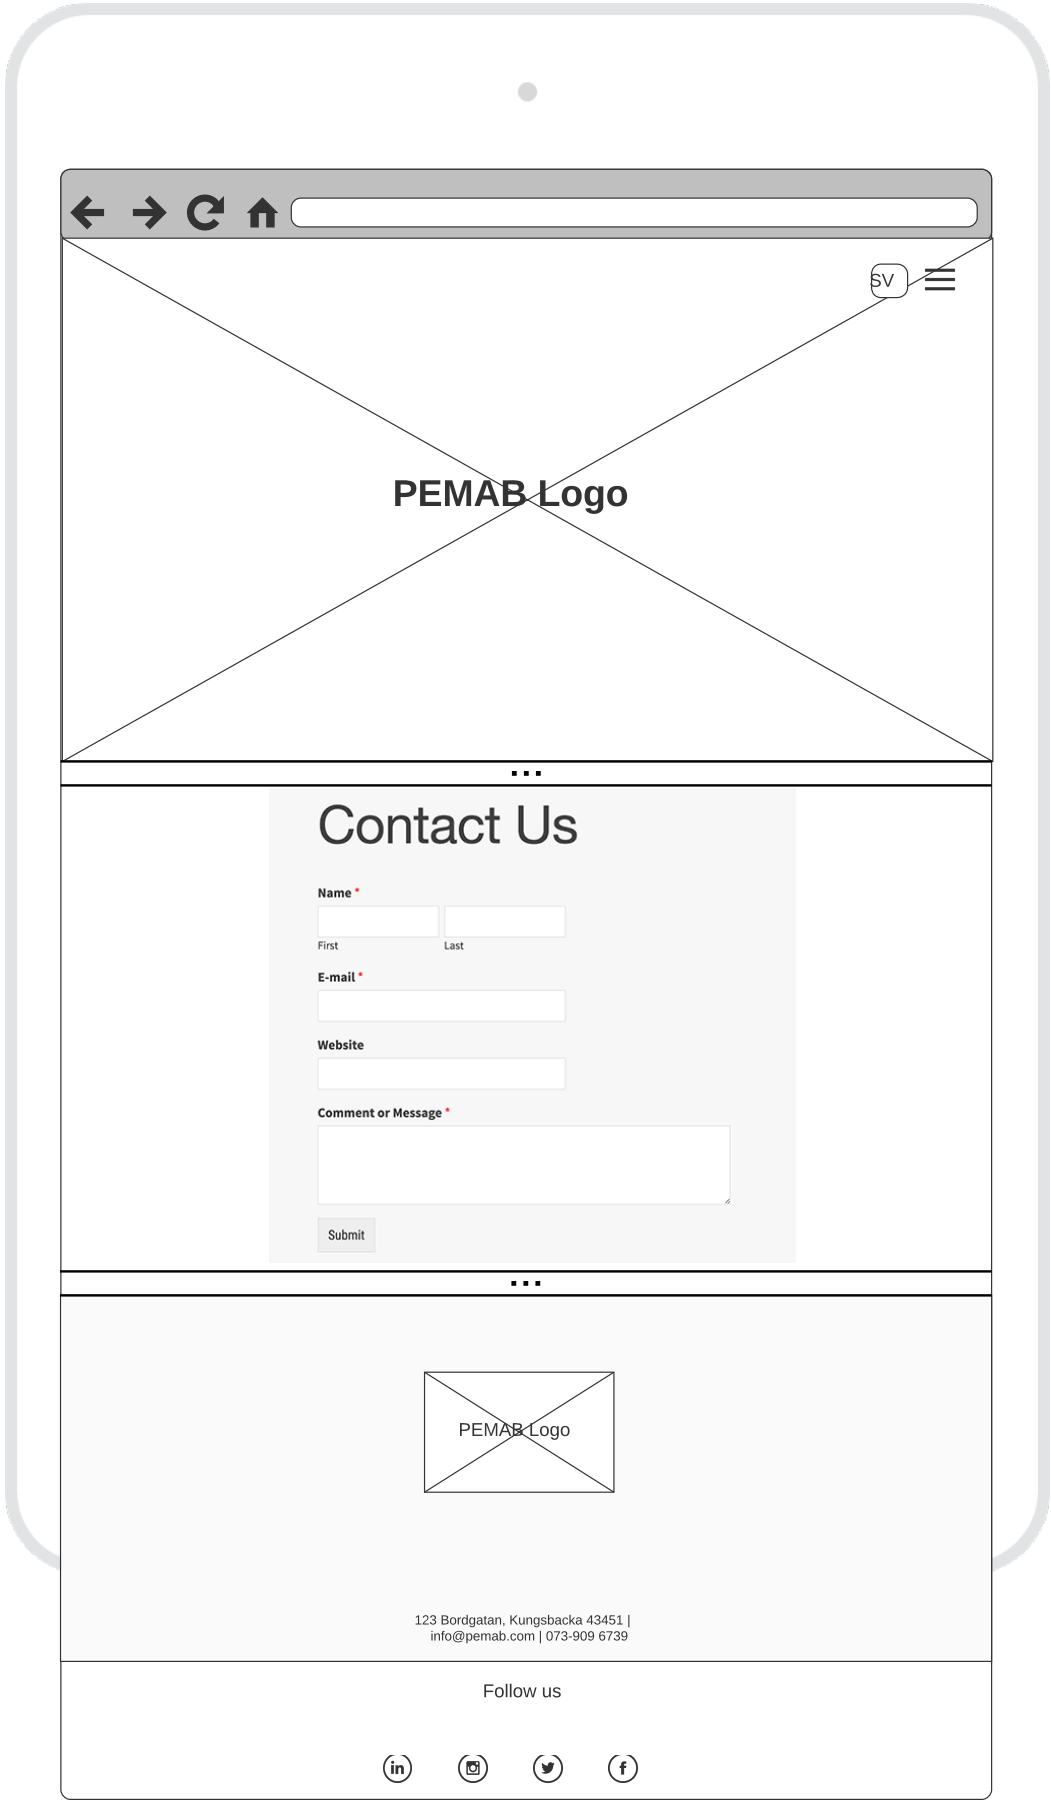 SV
PEMAB Logo
Contact Us
Name *
First Last
E-mail *
Website
Comment or Message *
Submit
PEMAB Logo
123 Bordgatan, Kungsbacka 43451 |
info@pemab.com | 073-909 6739
Follow us
in